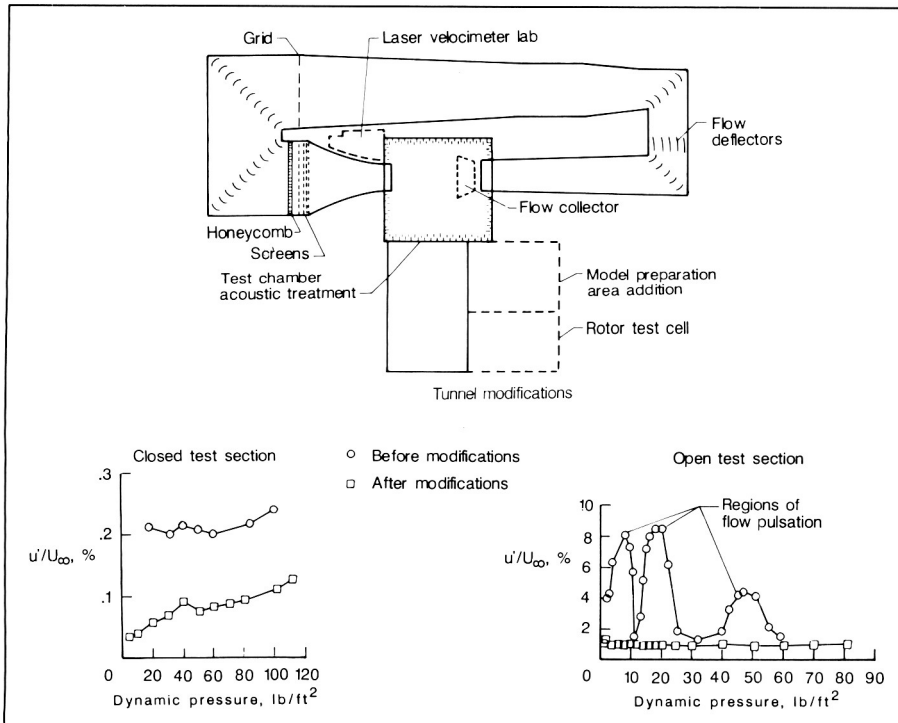 Grid
Laser velocimeter lab
Flow
deflectors
Flow collector
Honeycomb
Screens
Test chamber
acoustic treatment
Model preparation
area addition
Rotor test cell
Tunnel modifications
Closed test section
○ Before modifications
□ After modifications
Open test section
.3
.2
.1
u'/U∞, %
0 20 40 60 80 100 120
Dynamic pressure, lb/ft²
Regions of
flow pulsation
10
8
6
4
2
u'/U∞, %
0 10 20 30 40 50 60 70 80 90
Dynamic pressure, lb/ft²